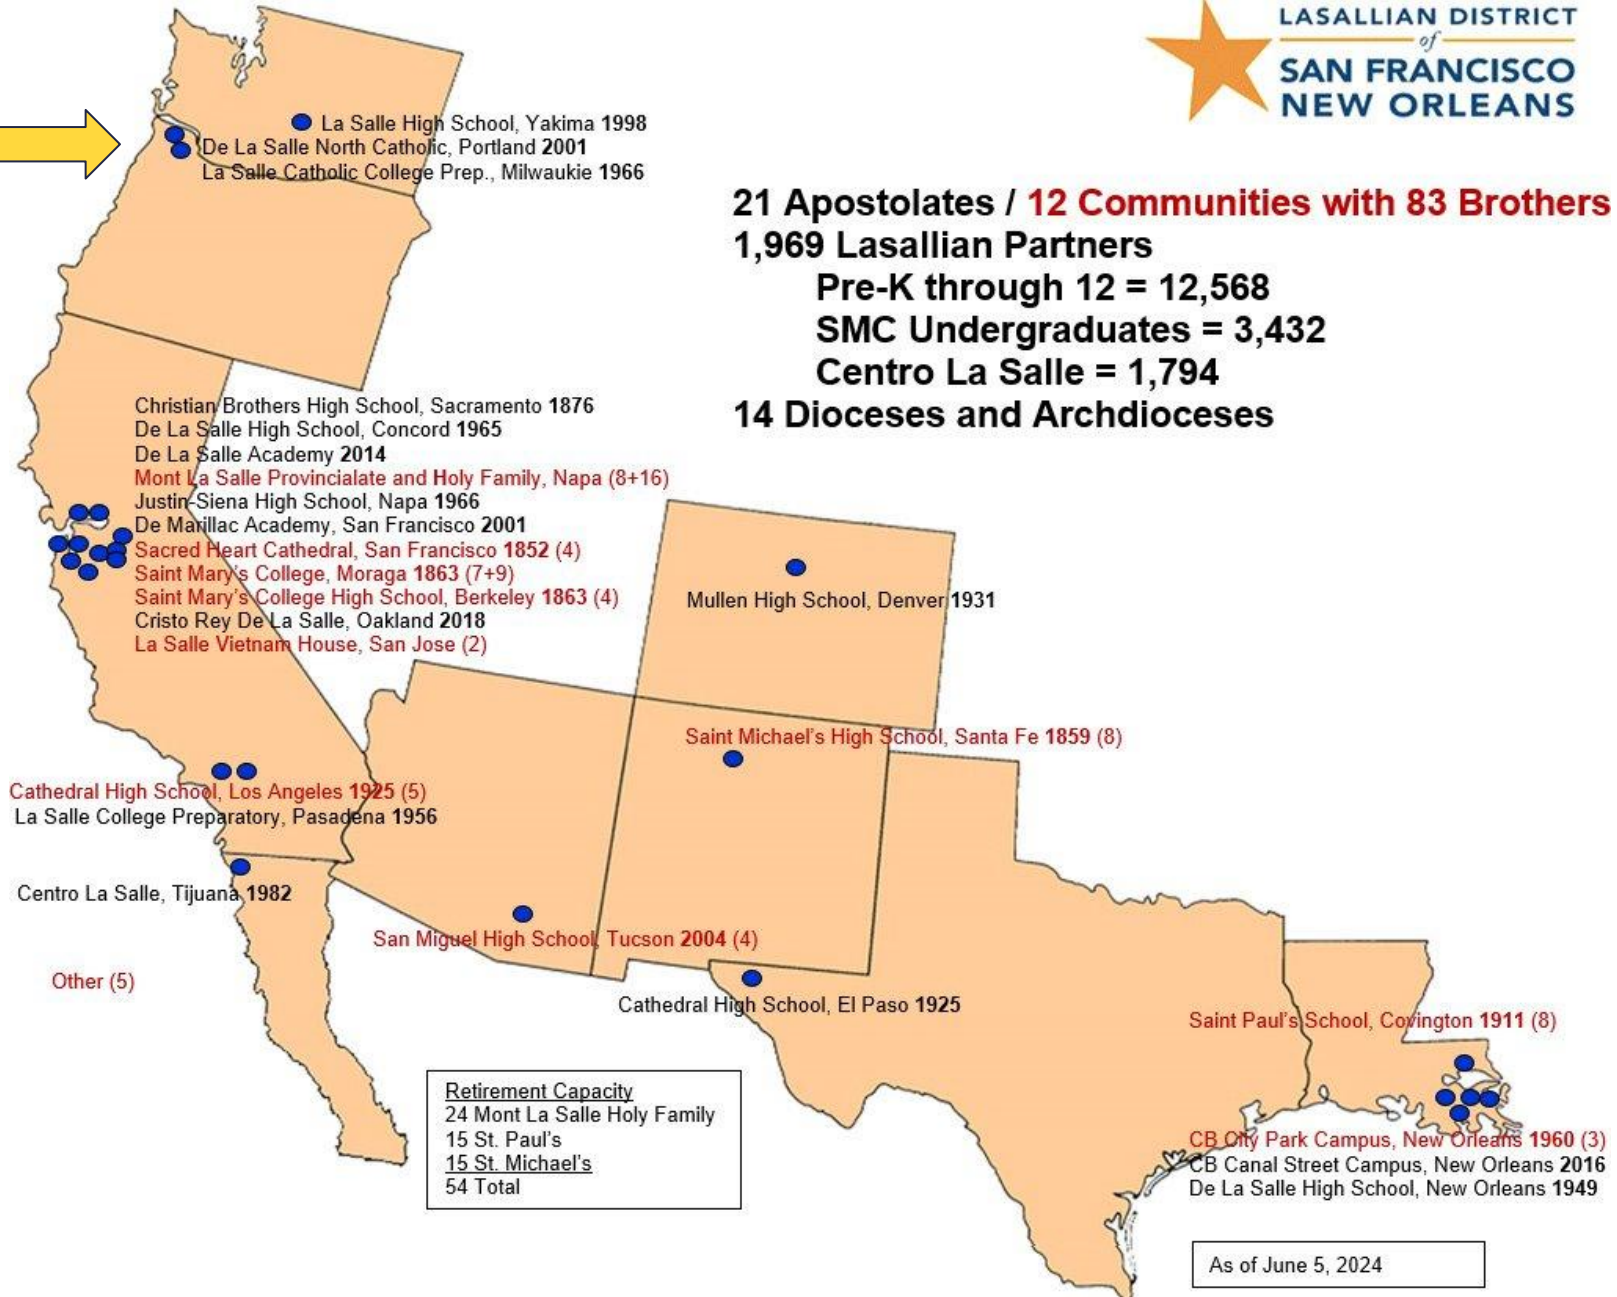 LASALLIAN DISTRICT
of
SAN FRANCISCO
NEW ORLEANS
La Salle High School, Yakima 1998
De La Salle North Catholic, Portland 2001
La Salle Catholic College Prep., Milwaukie 1966
21 Apostolates / 12 Communities with 83 Brothers
1,969 Lasallian Partners
Pre-K through 12 = 12,568
SMC Undergraduates = 3,432
Centro La Salle = 1,794
14 Dioceses and Archdioceses
Christian Brothers High School, Sacramento 1876
De La Salle High School, Concord 1965
De La Salle Academy 2014
Mont La Salle Provincialate and Holy Family, Napa (8+16)
Justin-Siena High School, Napa 1966
De Marillac Academy, San Francisco 2001
Sacred Heart Cathedral, San Francisco 1852 (4)
Saint Mary's College, Moraga 1863 (7+9)
Saint Mary's College High School, Berkeley 1863 (4)
Cristo Rey De La Salle, Oakland 2018
La Salle Vietnam House, San Jose (2)
Mullen High School, Denver 1931
Saint Michael's High School, Santa Fe 1859 (8)
Cathedral High School, Los Angeles 1925 (5)
La Salle College Preparatory, Pasadena 1956
Centro La Salle, Tijuana 1982
San Miguel High School, Tucson 2004 (4)
Other (5)
Cathedral High School, El Paso 1925
Saint Paul's School, Covington 1911 (8)
Retirement Capacity
24 Mont La Salle Holy Family
15 St. Paul's
15 St. Michael's
54 Total
CB City Park Campus, New Orleans 1960 (3)
CB Canal Street Campus, New Orleans 2016
De La Salle High School, New Orleans 1949
As of June 5, 2024